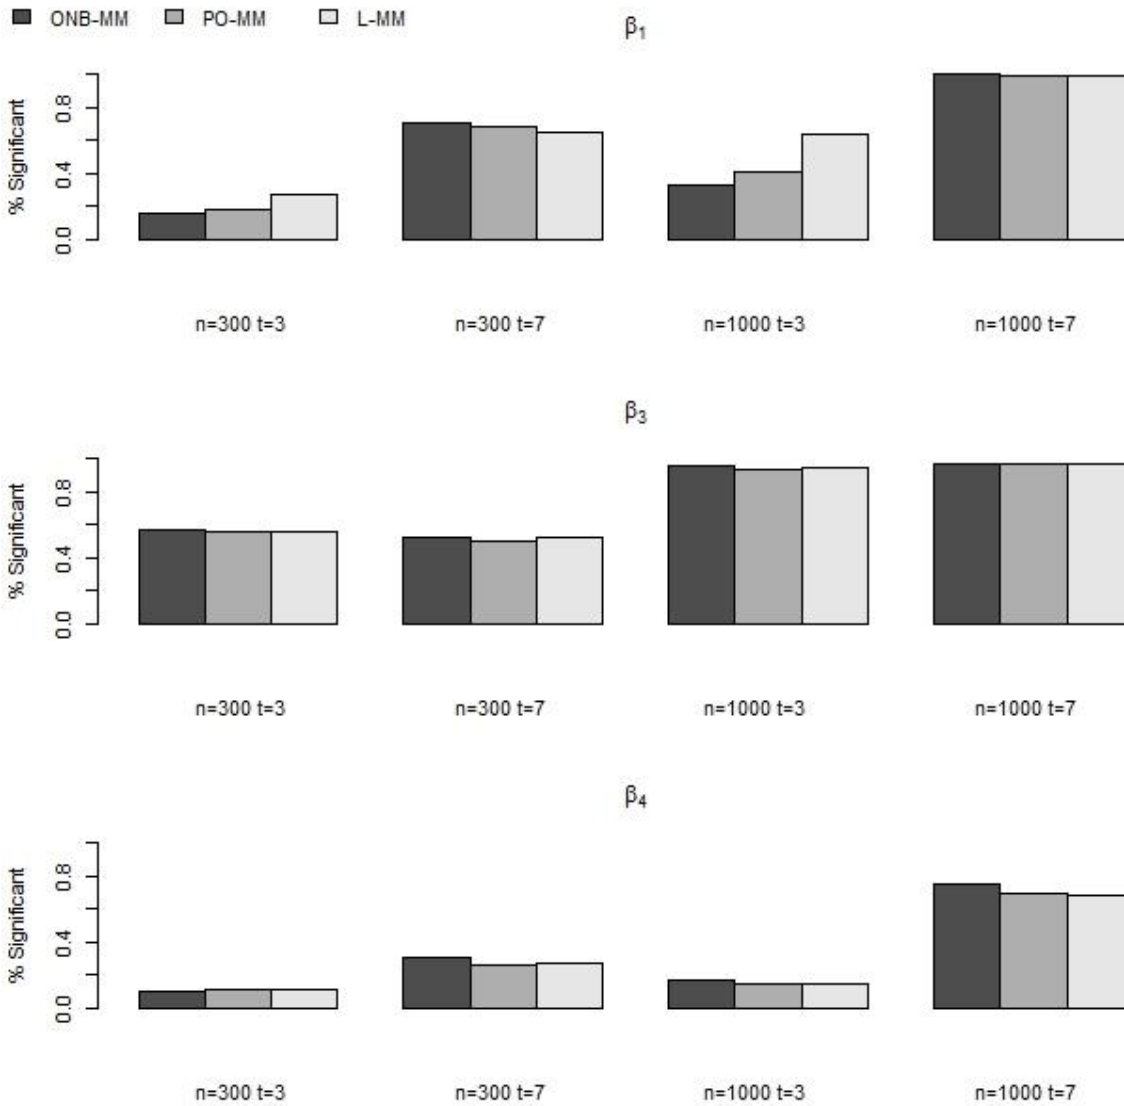 ONB-MM PO-MM L-MM
β1
% Significant
0.8
0.4
0.0
n=300 t=3 n=300 t=7 n=1000 t=3 n=1000 t=7
β3
% Significant
0.8
0.4
0.0
n=300 t=3 n=300 t=7 n=1000 t=3 n=1000 t=7
β4
% Significant
0.8
0.4
0.0
n=300 t=3 n=300 t=7 n=1000 t=3 n=1000 t=7